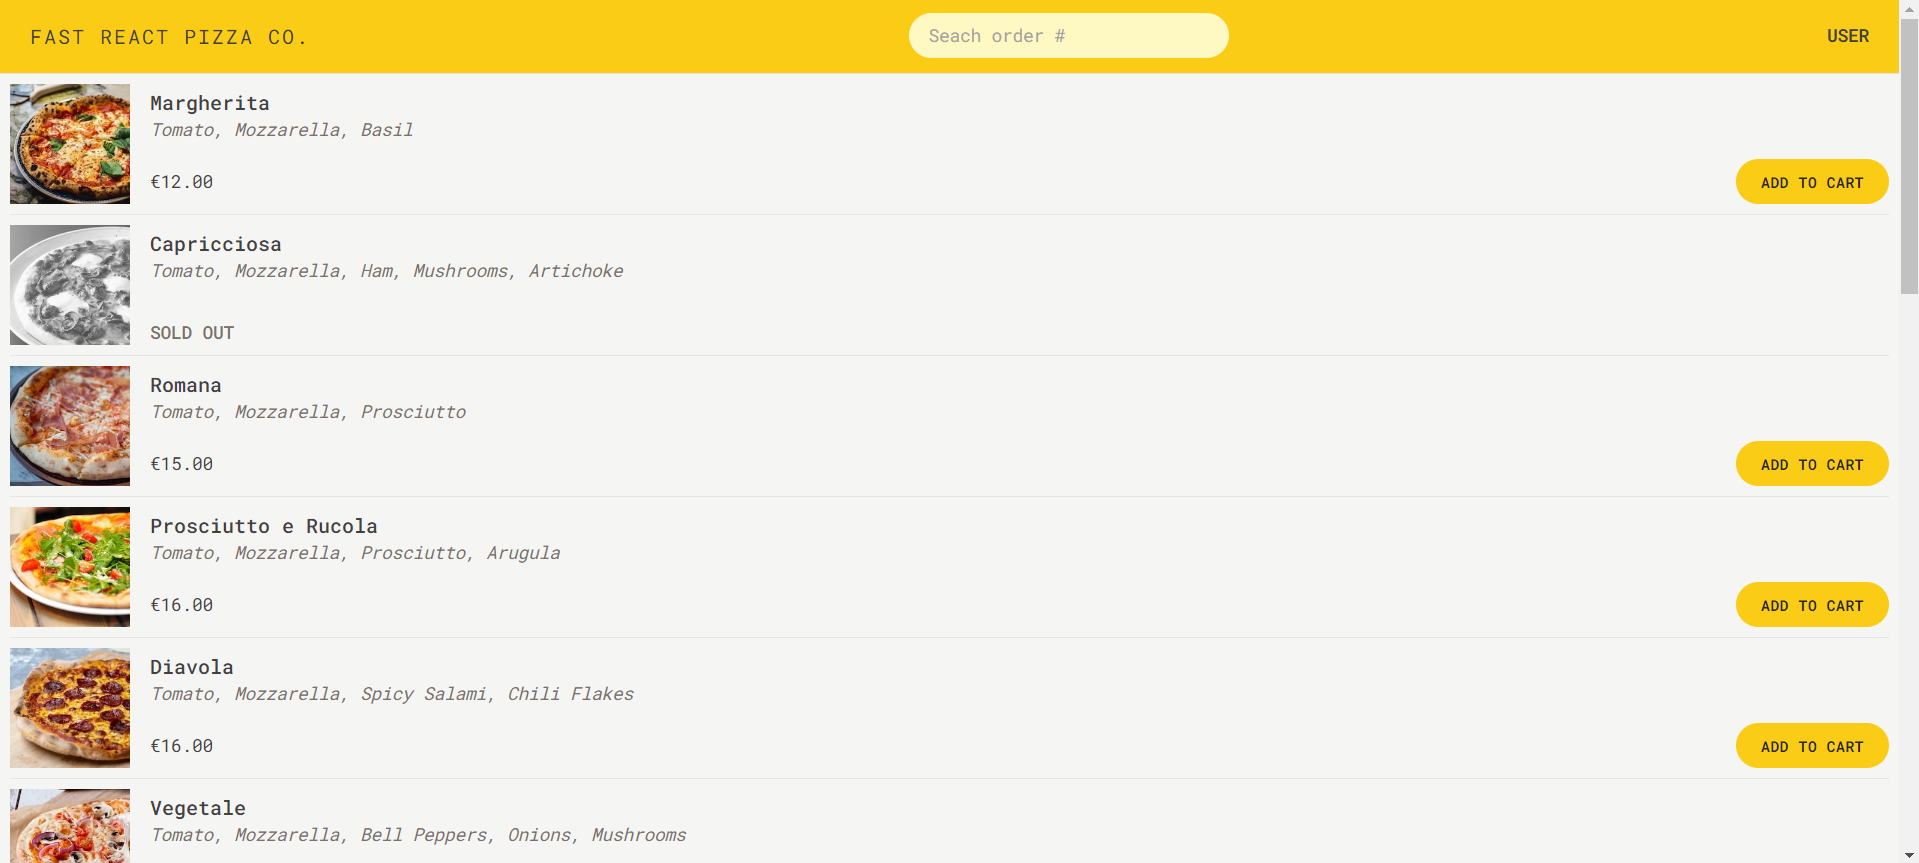 FAST REACT PIZZA CO.
Seach order #
USER
Margherita
Tomato, Mozzarella, Basil
€12.00
ADD TO CART
Capricciosa
Tomato, Mozzarella, Ham, Mushrooms, Artichoke
SOLD OUT
Romana
Tomato, Mozzarella, Prosciutto
€15.00
ADD TO CART
Prosciutto e Rucola
Tomato, Mozzarella, Prosciutto, Arugula
€16.00
ADD TO CART
Diavola
Tomato, Mozzarella, Spicy Salami, Chili Flakes
€16.00
ADD TO CART
Vegetale
Tomato, Mozzarella, Bell Peppers, Onions, Mushrooms